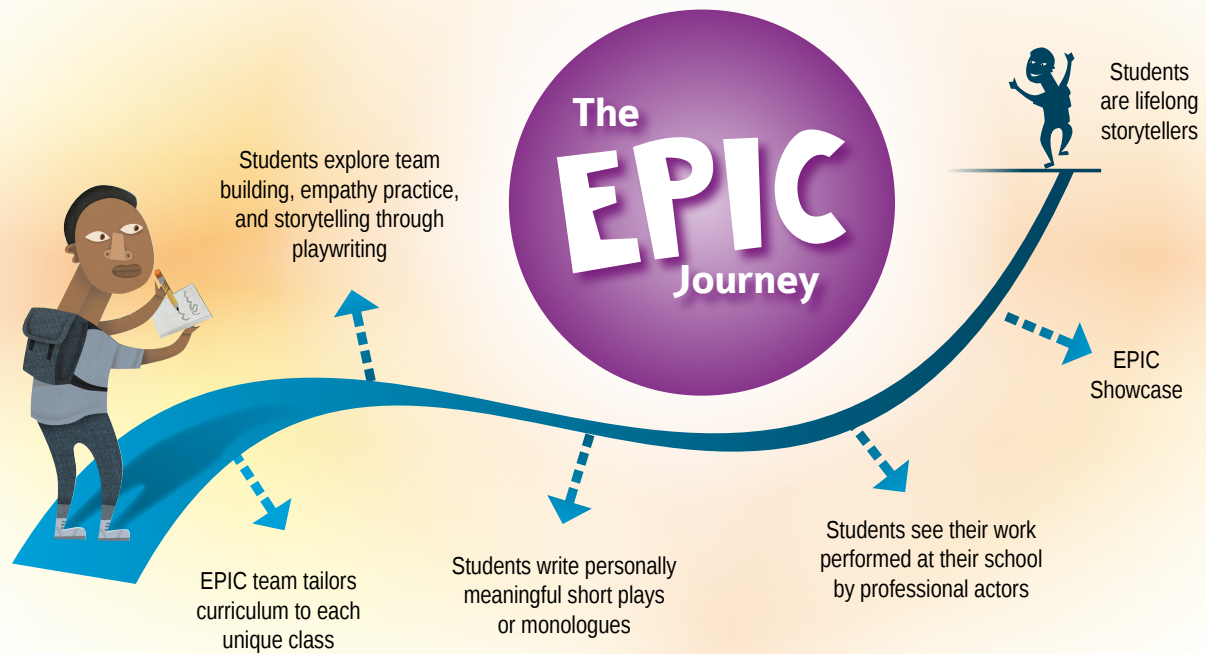 The
EPIC
Journey
EPIC team tailors
curriculum to each
unique class
Students explore team
building, empathy practice,
and storytelling through
playwriting
Students write personally
meaningful short plays
or monologues
Students see their work
performed at their school
by professional actors
EPIC
Showcase
Students
are lifelong
storytellers